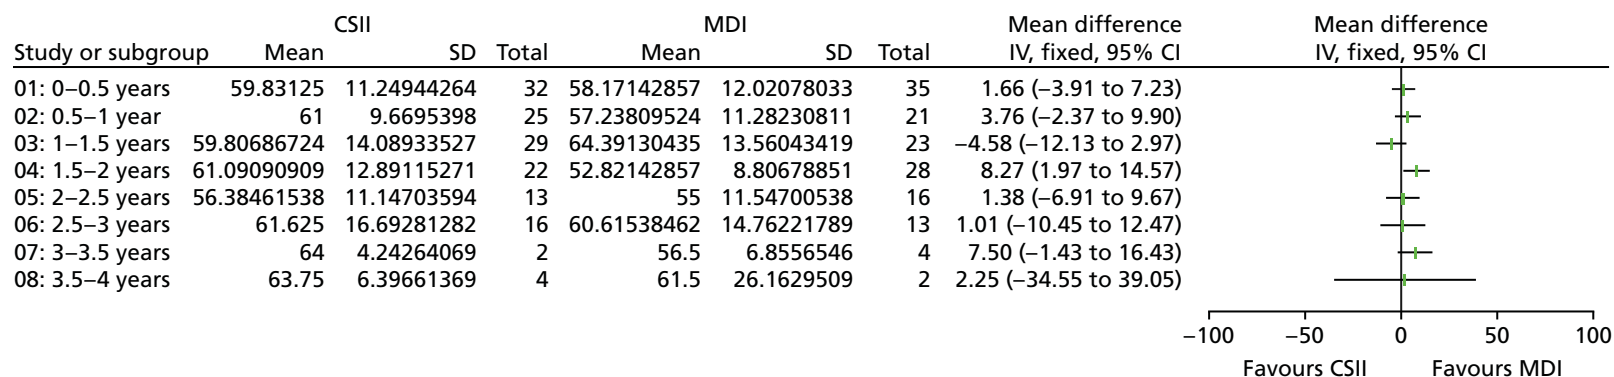 CSII MDI Mean difference Mean difference
Study or subgroup Mean SD Total Mean SD Total IV, fixed, 95% CI IV, fixed, 95% CI
01: 0–0.5 years 59.83125 11.24944264 32 58.17142857 12.02078033 35 1.66 (−3.91 to 7.23)
02: 0.5–1 year 61 9.6695398 25 57.23809524 11.28230811 21 3.76 (−2.37 to 9.90)
03: 1–1.5 years 59.80686724 14.08933527 29 64.39130435 13.56043419 23 −4.58 (−12.13 to 2.97)
04: 1.5–2 years 61.09090909 12.89115271 22 52.82142857 8.80678851 28 8.27 (1.97 to 14.57)
05: 2–2.5 years 56.38461538 11.14703594 13 55 11.54700538 16 1.38 (−6.91 to 9.67)
06: 2.5–3 years 61.625 16.69281282 16 60.61538462 14.76221789 13 1.01 (−10.45 to 12.47)
07: 3–3.5 years 64 4.24264069 2 56.5 6.8556546 4 7.50 (−1.43 to 16.43)
08: 3.5–4 years 63.75 6.39661369 4 61.5 26.1629509 2 2.25 (−34.55 to 39.05)
−100 −50 0 50 100
Favours CSII Favours MDI